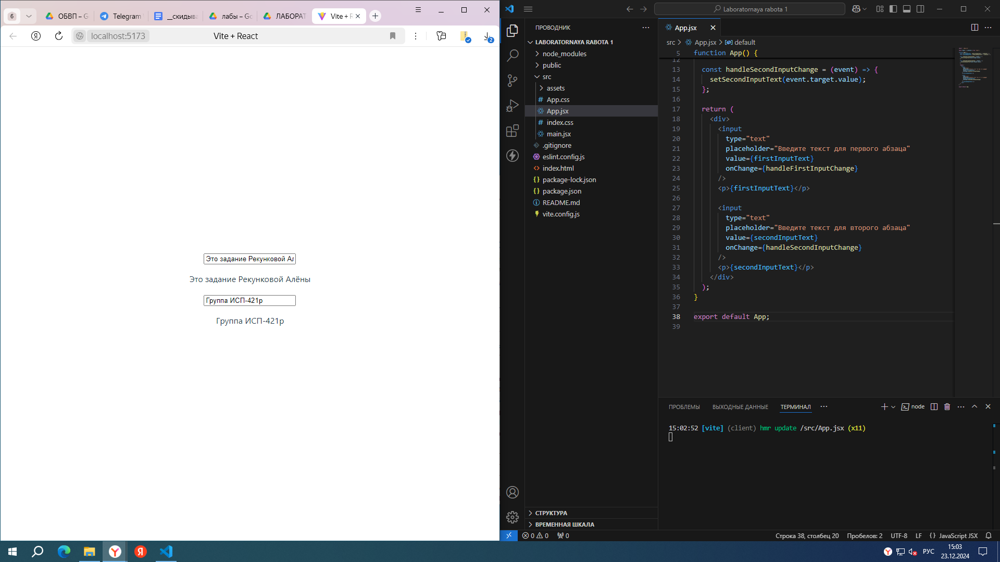 6
ОБВП – G
Telegram
__скидыва
лабы – Go
ЛАБОРАТ
Vite + R
localhost:5173
Vite + React
2
Это задание Рекунковой Ал
Это задание Рекунковой Алёны
Группа ИСП-421р
Группа ИСП-421р
Laboratornaya rabota 1
ПРОВОДНИК
LABORATORNAYA RABOTA 1
node_modules
public
src
assets
App.css
App.jsx
index.css
main.jsx
.gitignore
eslint.config.js
index.html
package-lock.json
package.json
README.md
vite.config.js
СТРУКТУРА
ВРЕМЕННАЯ ШКАЛА
App.jsx
src > App.jsx > default
5 function App() {
12
13 const handleSecondInputChange = (event) => {
14 setSecondInputText(event.target.value);
15 };
16
17 return (
18 <div>
19 <input
20 type="text"
21 placeholder="Введите текст для первого абзаца"
22 value={firstInputText}
23 onChange={handleFirstInputChange}
24 />
25 <p>{firstInputText}</p>
26
27 <input
28 type="text"
29 placeholder="Введите текст для второго абзаца"
30 value={secondInputText}
31 onChange={handleSecondInputChange}
32 />
33 <p>{secondInputText}</p>
34 </div>
35 );
36 }
37
38 export default App;
39
ПРОБЛЕМЫ ВЫХОДНЫЕ ДАННЫЕ ТЕРМИНАЛ
node
15:02:52 [vite] (client) hmr update /src/App.jsx (x11)
0 0 0
Строка 38, столбец 20 Пробелов: 2 UTF-8 LF {} JavaScript JSX
РУС
15:03
23.12.2024